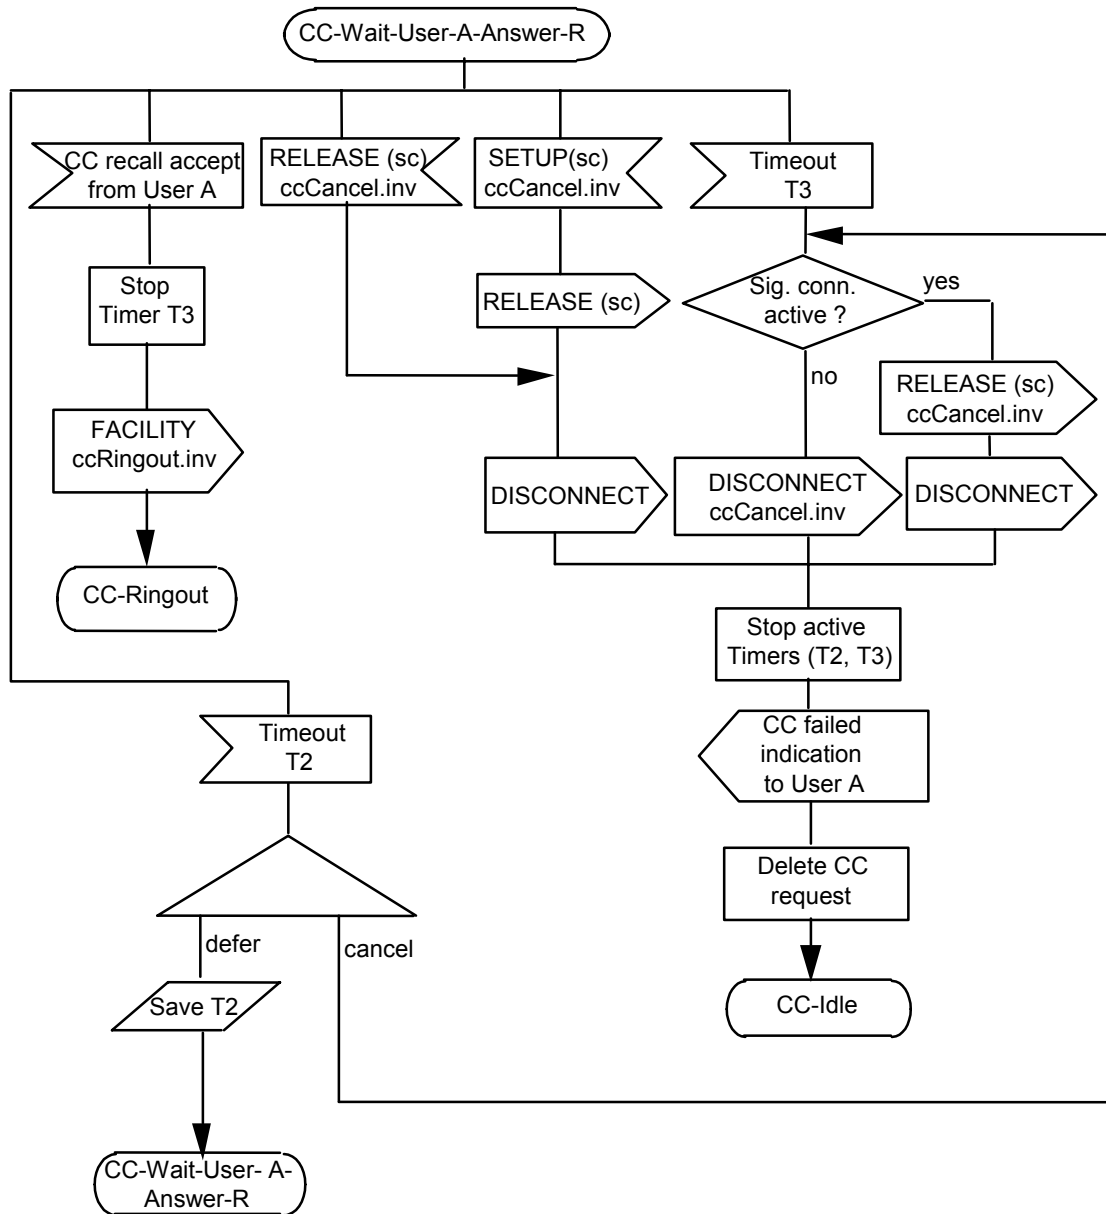 CC-Wait-User-A-Answer-R
CC recall accept
from User A
RELEASE (sc)
ccCancel.inv
SETUP(sc)
ccCancel.inv
Timeout
T3
Stop
Timer T3
RELEASE (sc)
Sig. conn.
active ?
yes
no
RELEASE (sc)
ccCancel.inv
FACILITY
ccRingout.inv
DISCONNECT
DISCONNECT
ccCancel.inv
DISCONNECT
CC-Ringout
Stop active
Timers (T2, T3)
Timeout
T2
CC failed
indication
to User A
Delete CC
request
defer
cancel
Save T2
CC-Idle
CC-Wait-User- A-
Answer-R